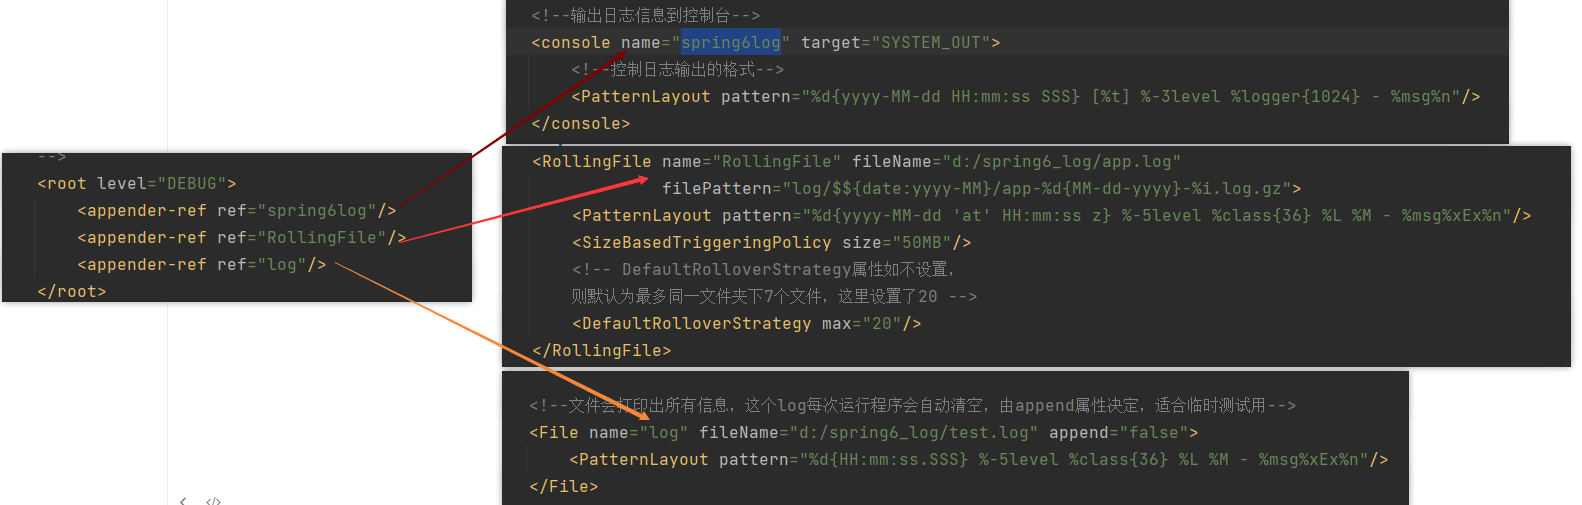 -->
<root level="DEBUG">
<appender-ref ref="spring6log"/>
<appender-ref ref="RollingFile"/>
<appender-ref ref="log"/>
</root>
<!--输出日志信息到控制台-->
<console name="spring6log" target="SYSTEM_OUT">
<!--控制日志输出的格式-->
<PatternLayout pattern="%d{yyyy-MM-dd HH:mm:ss SSS} [%t] %-3level %logger{1024} - %msg%n"/>
</console>
<RollingFile name="RollingFile" fileName="d:/spring6_log/app.log"
filePattern="log/$${date:yyyy-MM}/app-%d{MM-dd-yyyy}-%i.log.gz">
<PatternLayout pattern="%d{yyyy-MM-dd 'at' HH:mm:ss z} %-5level %class{36} %L %M - %msg%xEx%n"/>
<SizeBasedTriggeringPolicy size="50MB"/>
<!-- DefaultRolloverStrategy属性如不设置，
则默认为最多同一文件夹下7个文件，这里设置了20 -->
<DefaultRolloverStrategy max="20"/>
</RollingFile>
<!--文件会打印出所有信息，这个log每次运行程序会自动清空，由append属性决定，适合临时测试用-->
<File name="log" fileName="d:/spring6_log/test.log" append="false">
<PatternLayout pattern="%d{HH:mm:ss.SSS} %-5level %class{36} %L %M - %msg%xEx%n"/>
</File>